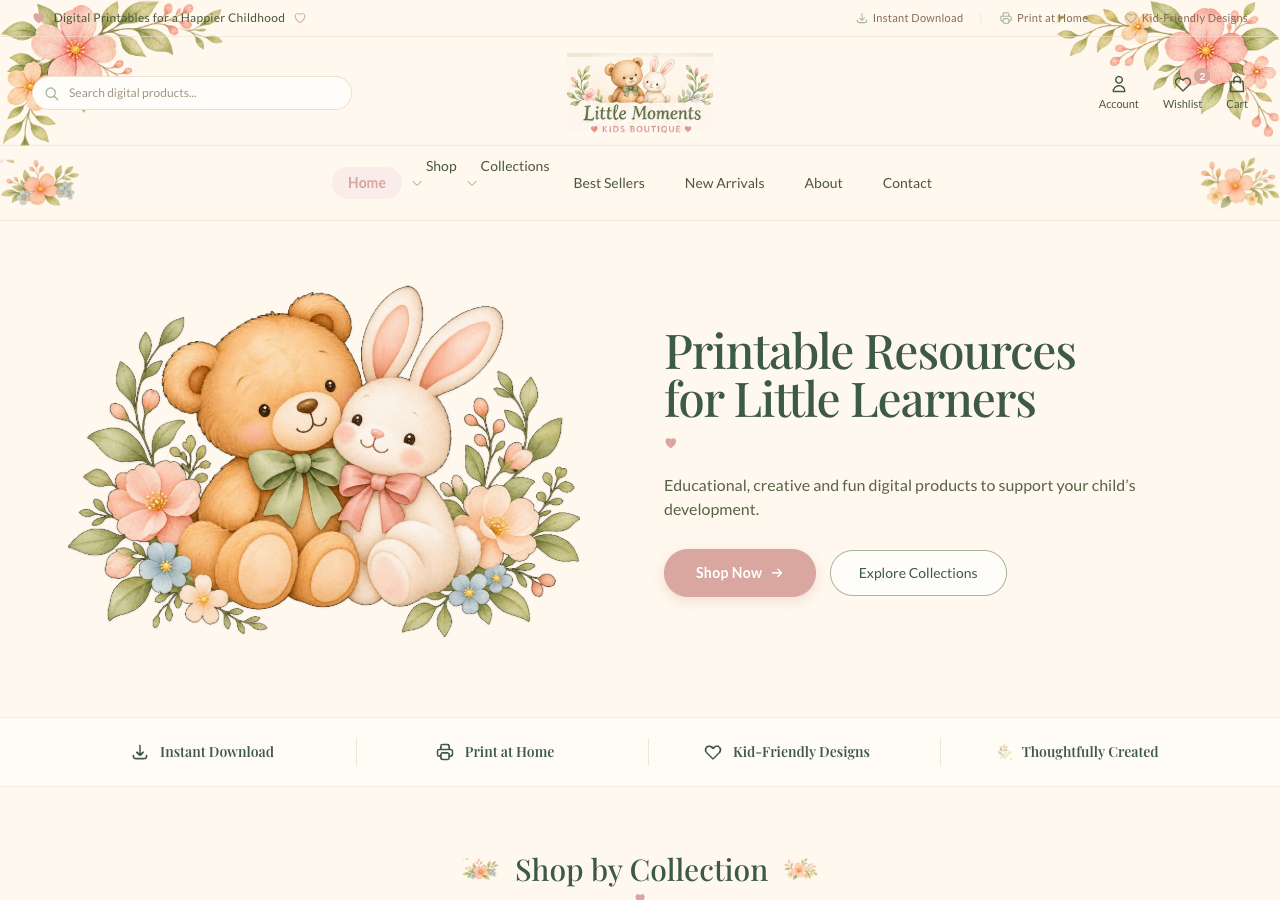 Digital Printables for a Happier Childhood
Instant Download
Print at Home
Kid-Friendly Designs
Search digital products...
Little Moments
KIDS BOUTIQUE
Account
Wishlist
2
Cart
Home
Shop
Collections
Best Sellers
New Arrivals
About
Contact
Printable Resources
for Little Learners
Educational, creative and fun digital products to support your child’s
development.
Shop Now
Explore Collections
Instant Download
Print at Home
Kid-Friendly Designs
Thoughtfully Created
Shop by Collection